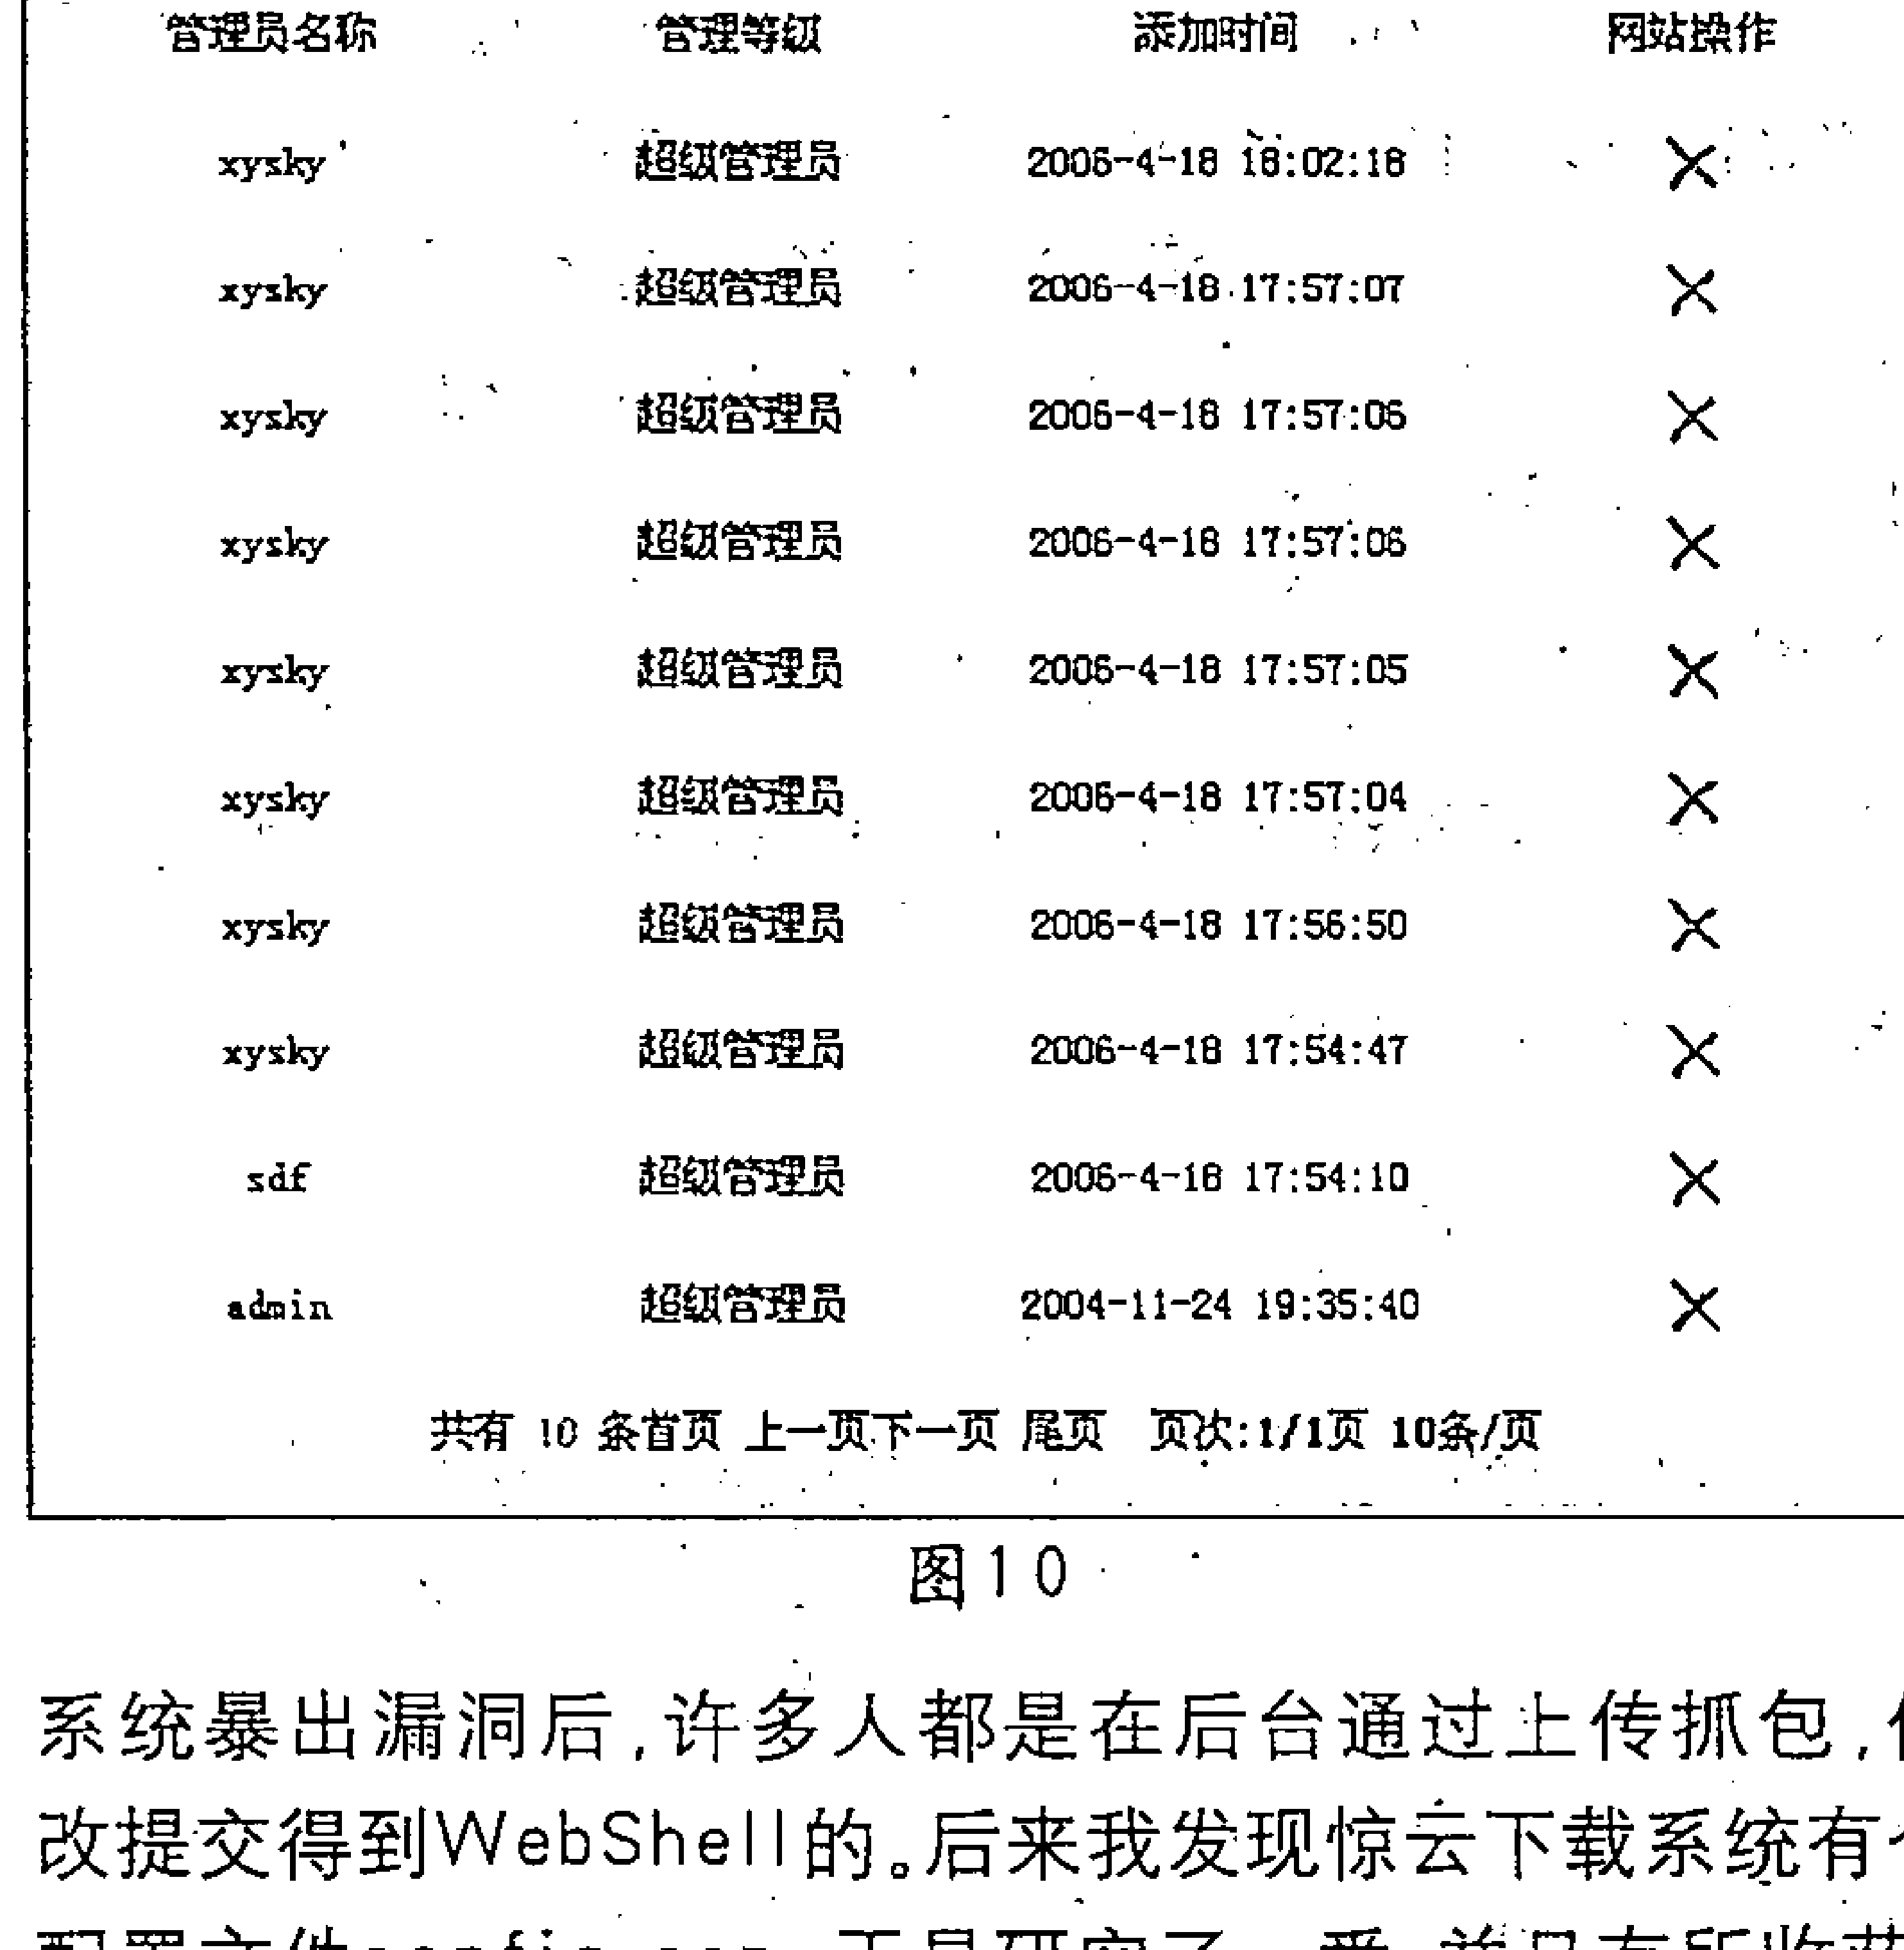 管理员名称 管理等级 添加时间 网站操作
xysky 超级管理员 2006-4-18 18:02:18
xysky 超级管理员 2006-4-18 17:57:07
xysky 超级管理员 2006-4-18 17:57:06
xysky 超级管理员 2006-4-18 17:57:06
xysky 超级管理员 2006-4-18 17:57:05
xysky 超级管理员 2006-4-18 17:57:04
xysky 超级管理员 2006-4-18 17:56:50
xysky 超级管理员 2006-4-18 17:54:47
sdf 超级管理员 2006-4-18 17:54:10
admin 超级管理员 2004-11-24 19:35:40
共有 10 条首页 上一页下一页 尾页 页次:1/1页 10条/页
图10
系统暴出漏洞后,许多人都是在后台通过上传抓包,
改提交得到WebShell的。后来我发现惊云下载系统有